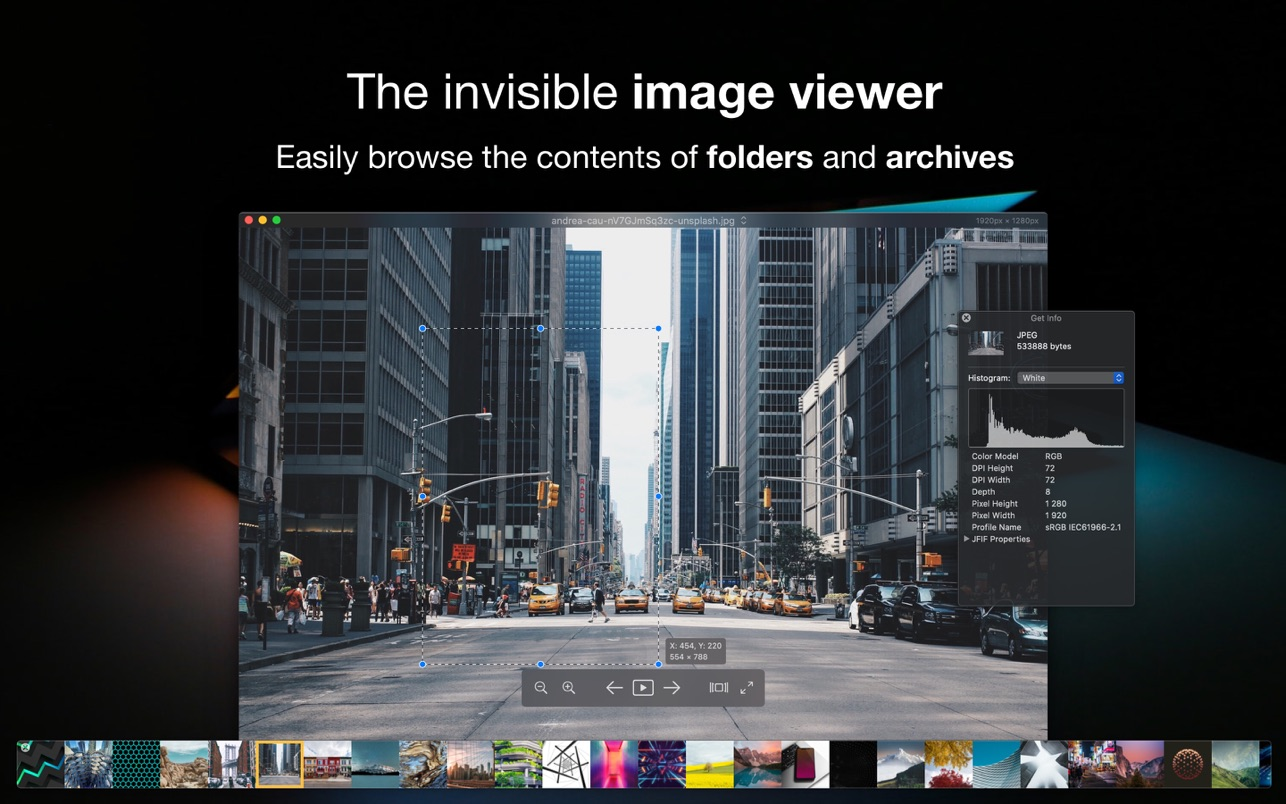 The invisible image viewer
Easily browse the contents of folders and archives
andrea-cau-nV7GJmSq3zc-unsplash.jpg
1920px × 1280px
Get Info
JPEG
533888 bytes
Histogram: White
Color Model RGB
DPI Height 72
DPI Width 72
Depth 8
Pixel Height 1 280
Pixel Width 1 920
Profile Name sRGB IEC61966-2.1
JFIF Properties
X: 454, Y: 220
554 × 788